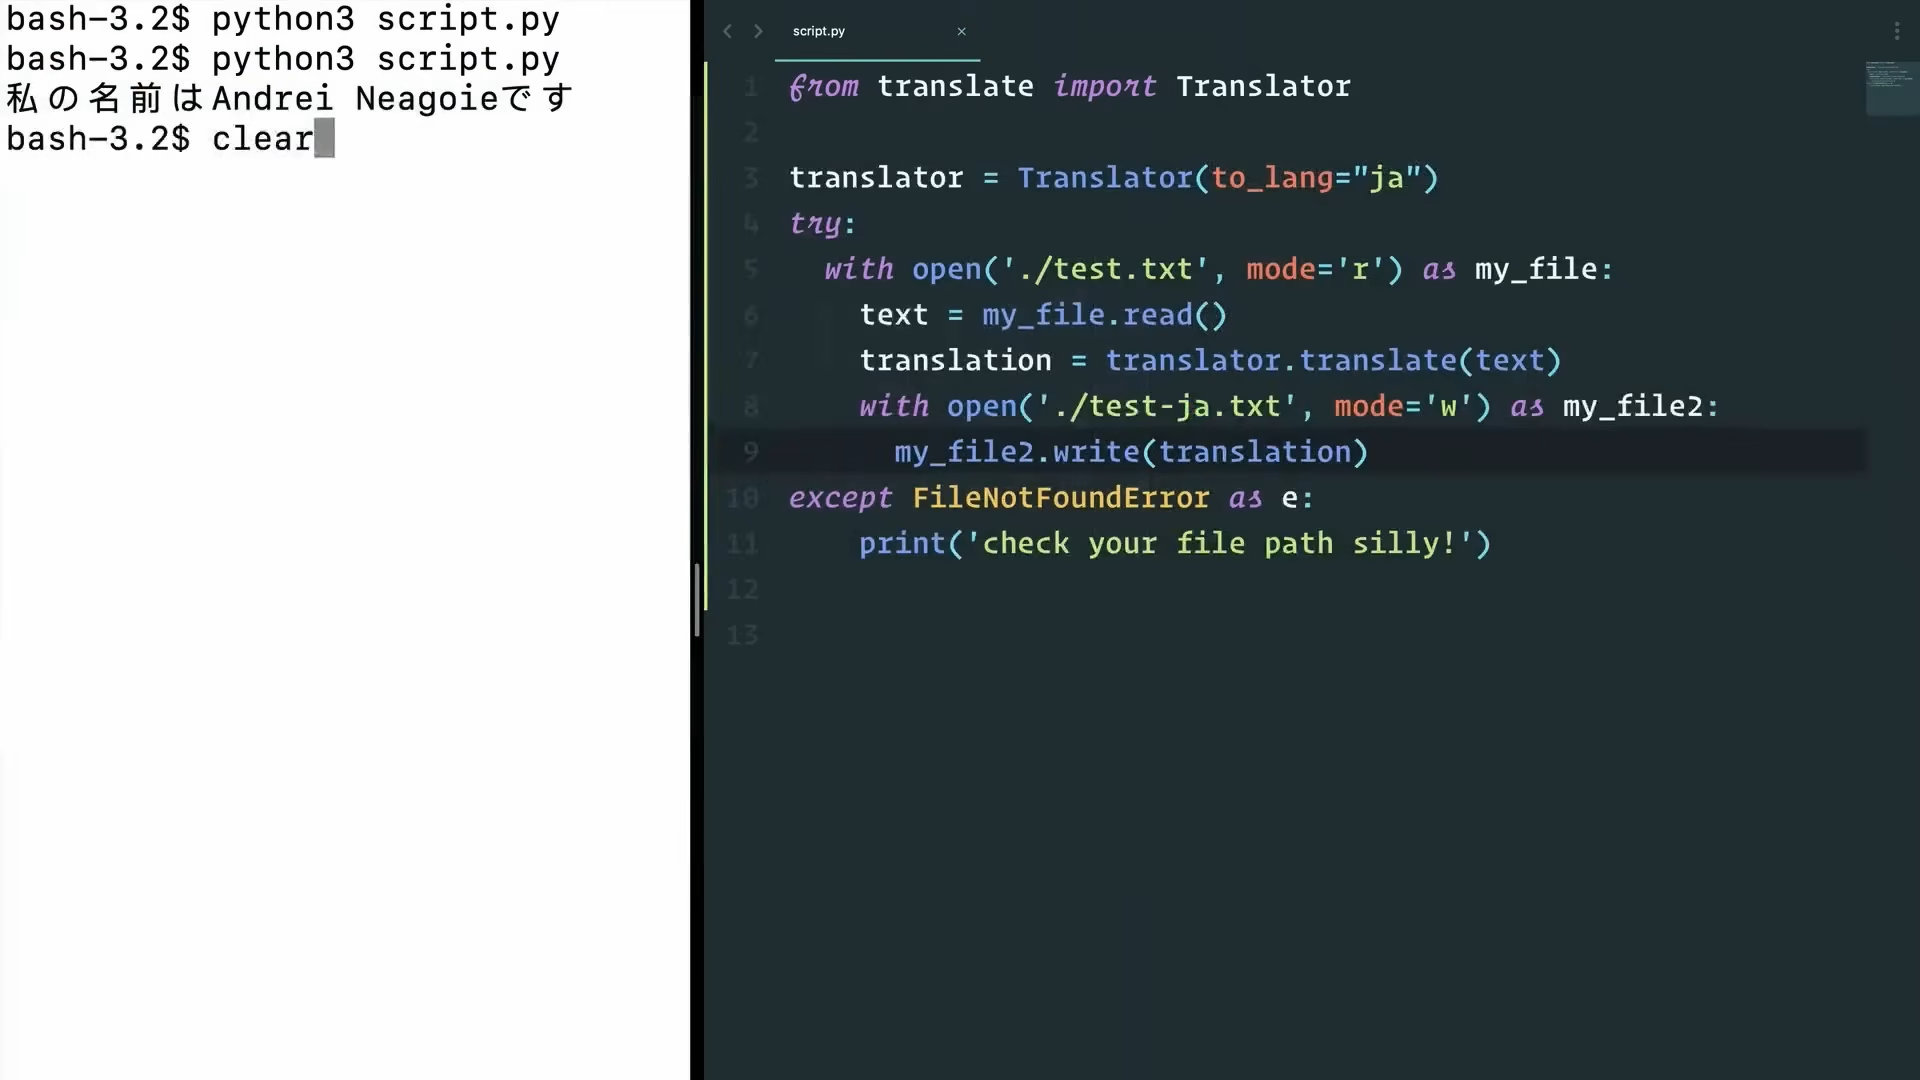 bash-3.2$ python3 script.py
bash-3.2$ python3 script.py
私の名前はAndrei Neagoieです
bash-3.2$ clear
script.py
1 from translate import Translator
2
3 translator = Translator(to_lang="ja")
4 try:
5 with open('./test.txt', mode='r') as my_file:
6 text = my_file.read()
7 translation = translator.translate(text)
8 with open('./test-ja.txt', mode='w') as my_file2:
9 my_file2.write(translation)
10 except FileNotFoundError as e:
11 print('check your file path silly!')
12
13